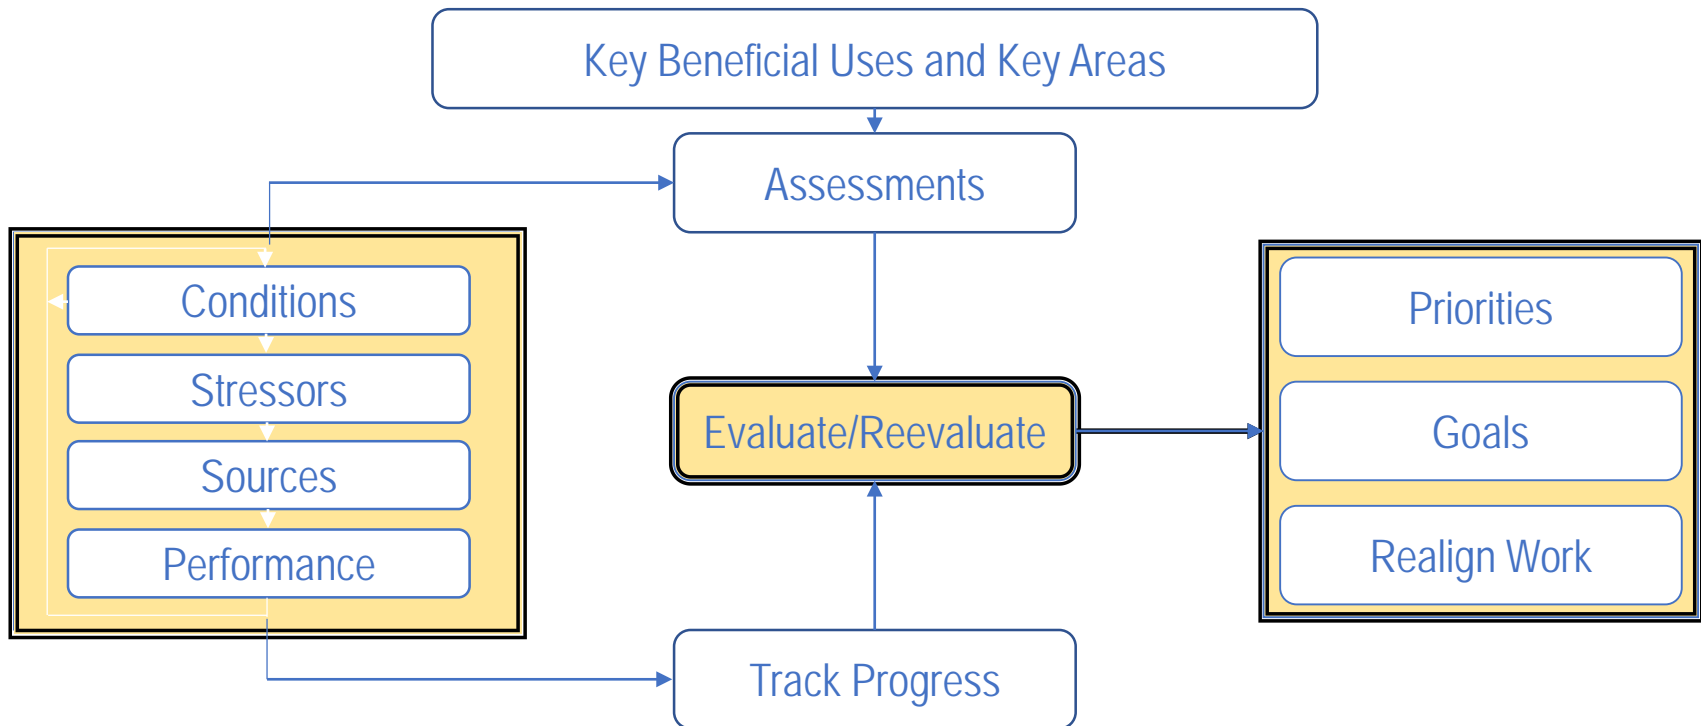 Key Beneficial Uses and Key Areas
Assessments
Conditions
Stressors
Sources
Performance
Evaluate/Reevaluate
Priorities
Goals
Realign Work
Track Progress